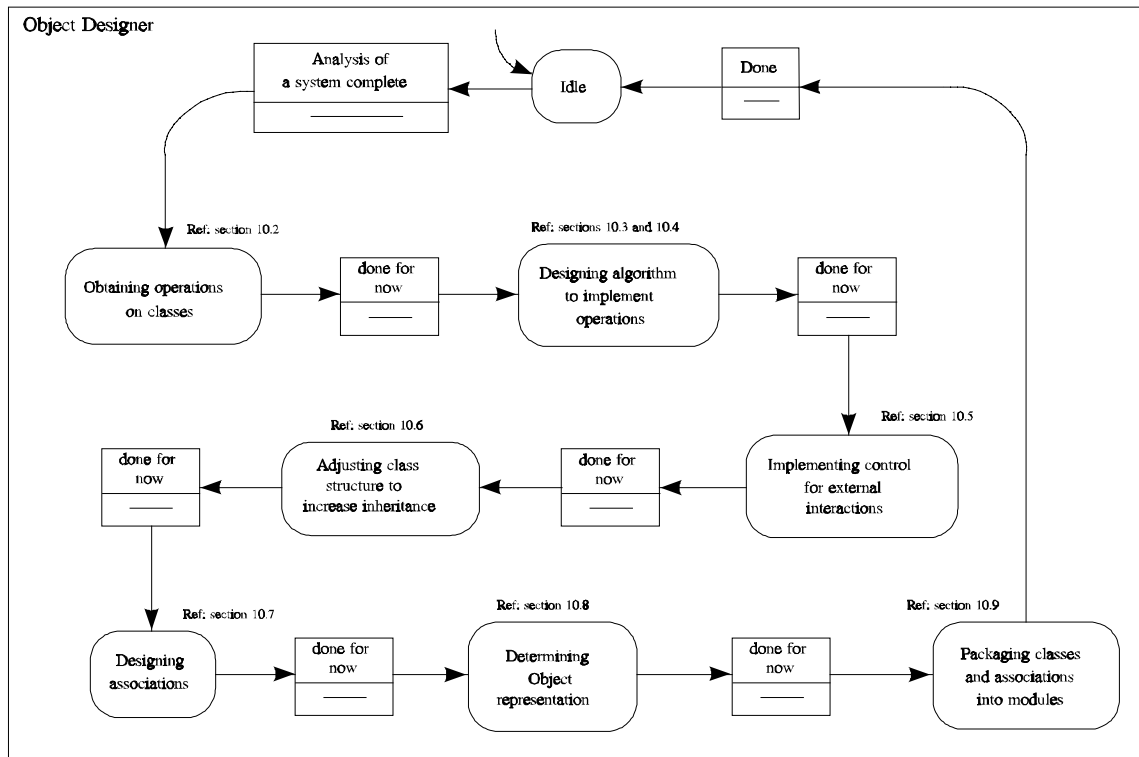 Object Designer
Analysis of
a system complete
Idle
Done
Ref: section 10.2
Obtaining operations
on classes
done for
now
Ref: sections 10.3 and 10.4
Designing algorithm
to implement
operations
done for
now
Ref: section 10.5
Implementing control
for external
interactions
done for
now
Ref: section 10.6
Adjusting class
structure to
increase inheritance
done for
now
Ref: section 10.7
Designing
associations
done for
now
Ref: section 10.8
Determining
Object
representation
done for
now
Ref: section 10.9
Packaging classes
and associations
into modules